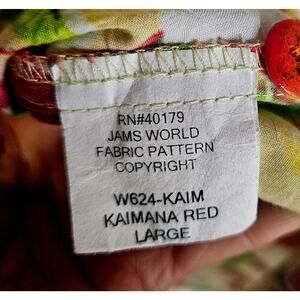 RN#40179
JAMS WORLD
FABRIC PATTERN
COPYRIGHT
W624-KAIM
KAIMANA RED
LARGE